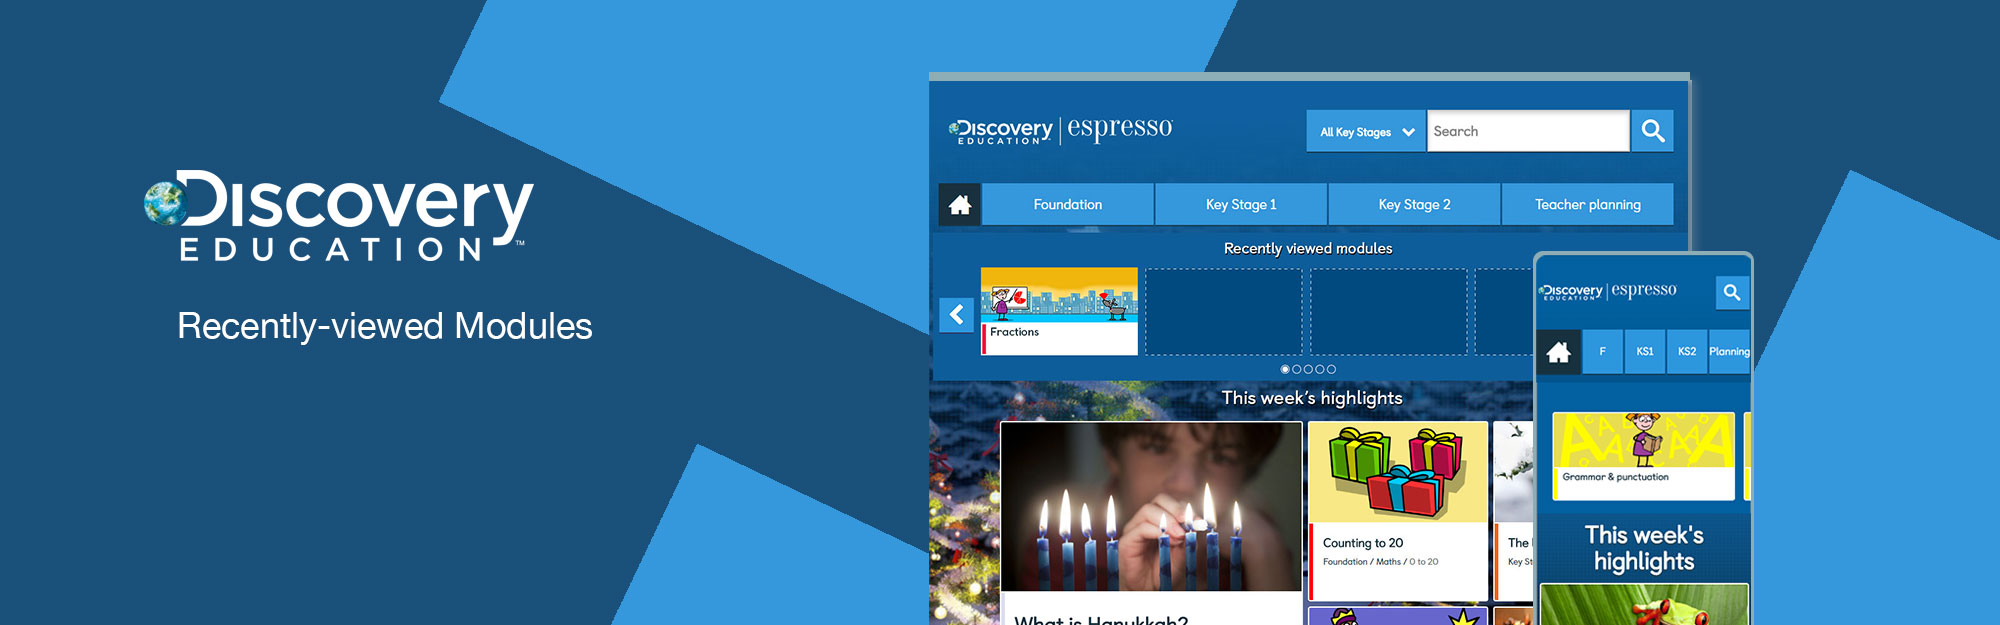 Discovery
EDUCATION™
Recently-viewed Modules
Discovery
EDUCATION
espresso
All Key Stages
Search
Foundation
Key Stage 1
Key Stage 2
Teacher planning
Recently viewed modules
Fractions
This week's highlights
What is Hanukkah?
Counting to 20
Foundation / Maths / 0 to 20
The
Key St
Discovery
EDUCATION
espresso
F
KS1
KS2
Planning
Grammar & punctuation
This week's
highlights